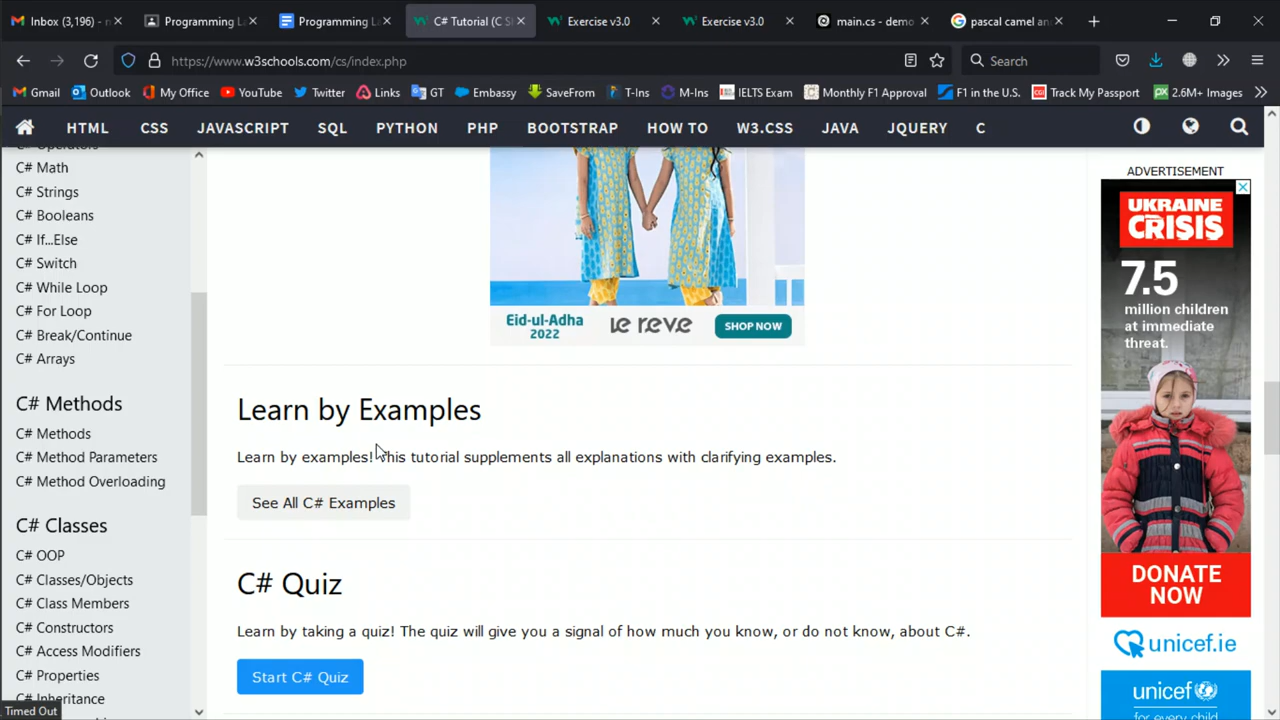 Inbox (3,196) - n
Programming La
Programming La
C# Tutorial (C S
Exercise v3.0
Exercise v3.0
main.cs - demo
pascal camel an
https://www.w3schools.com/cs/index.php
Search
Gmail
Outlook
My Office
YouTube
Twitter
Links
GT
Embassy
SaveFrom
T-Ins
M-Ins
IELTS Exam
Monthly F1 Approval
F1 in the U.S.
Track My Passport
2.6M+ Images
HTML
CSS
JAVASCRIPT
SQL
PYTHON
PHP
BOOTSTRAP
HOW TO
W3.CSS
JAVA
JQUERY
C
C# Operators
C# Math
C# Strings
C# Booleans
C# If...Else
C# Switch
C# While Loop
C# For Loop
C# Break/Continue
C# Arrays
C# Methods
C# Methods
C# Method Parameters
C# Method Overloading
C# Classes
C# OOP
C# Classes/Objects
C# Class Members
C# Constructors
C# Access Modifiers
C# Properties
C# Inheritance
Timed Out
Eid-ul-Adha
2022
le reve
SHOP NOW
Learn by Examples
Learn by examples! This tutorial supplements all explanations with clarifying examples.
See All C# Examples
C# Quiz
Learn by taking a quiz! The quiz will give you a signal of how much you know, or do not know, about C#.
Start C# Quiz
ADVERTISEMENT
UKRAINE
CRISIS
7.5
million children
at immediate
threat.
DONATE
NOW
unicef.ie
unicef
for every child